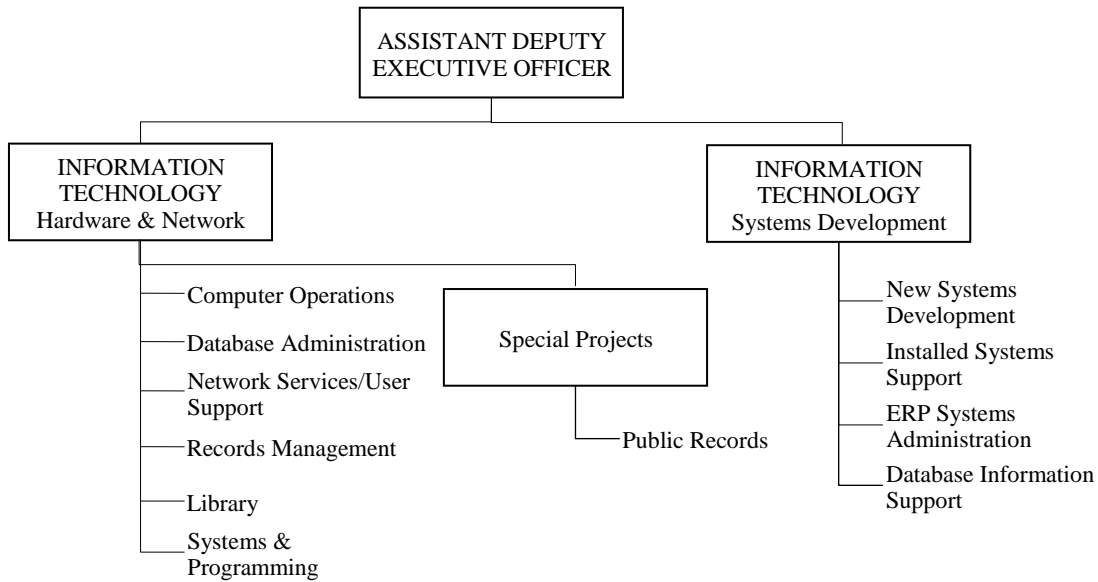 ASSISTANT DEPUTY
EXECUTIVE OFFICER
INFORMATION
TECHNOLOGY
Hardware & Network
INFORMATION
TECHNOLOGY
Systems Development
Computer Operations
Database Administration
Network Services/User
Support
Records Management
Library
Systems &
Programming
Special Projects
Public Records
New Systems
Development
Installed Systems
Support
ERP Systems
Administration
Database Information
Support